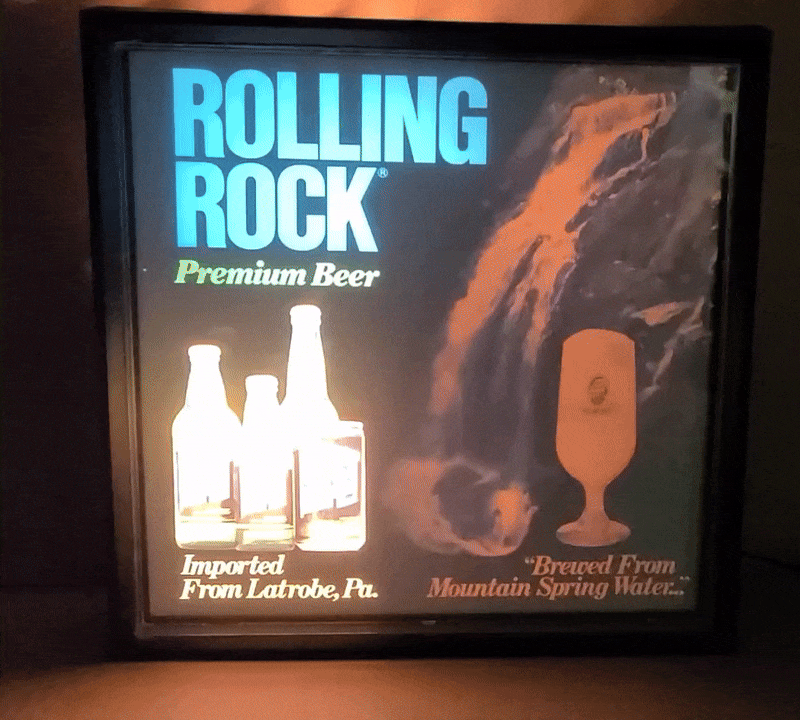 ROLLING
ROCK®
Premium Beer
Imported
From Latrobe, Pa.
"Brewed From
Mountain Spring Water..."